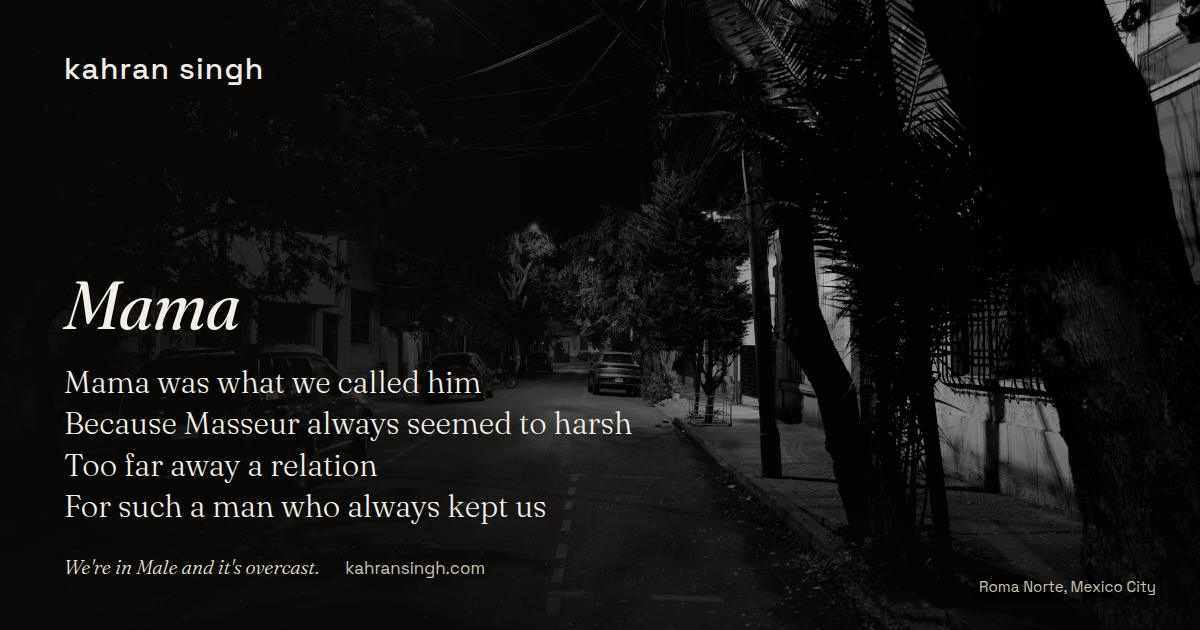 kahran singh
Mama
Mama was what we called him
Because Masseur always seemed to harsh
Too far away a relation
For such a man who always kept us
We're in Male and it's overcast. kahransingh.com
Roma Norte, Mexico City